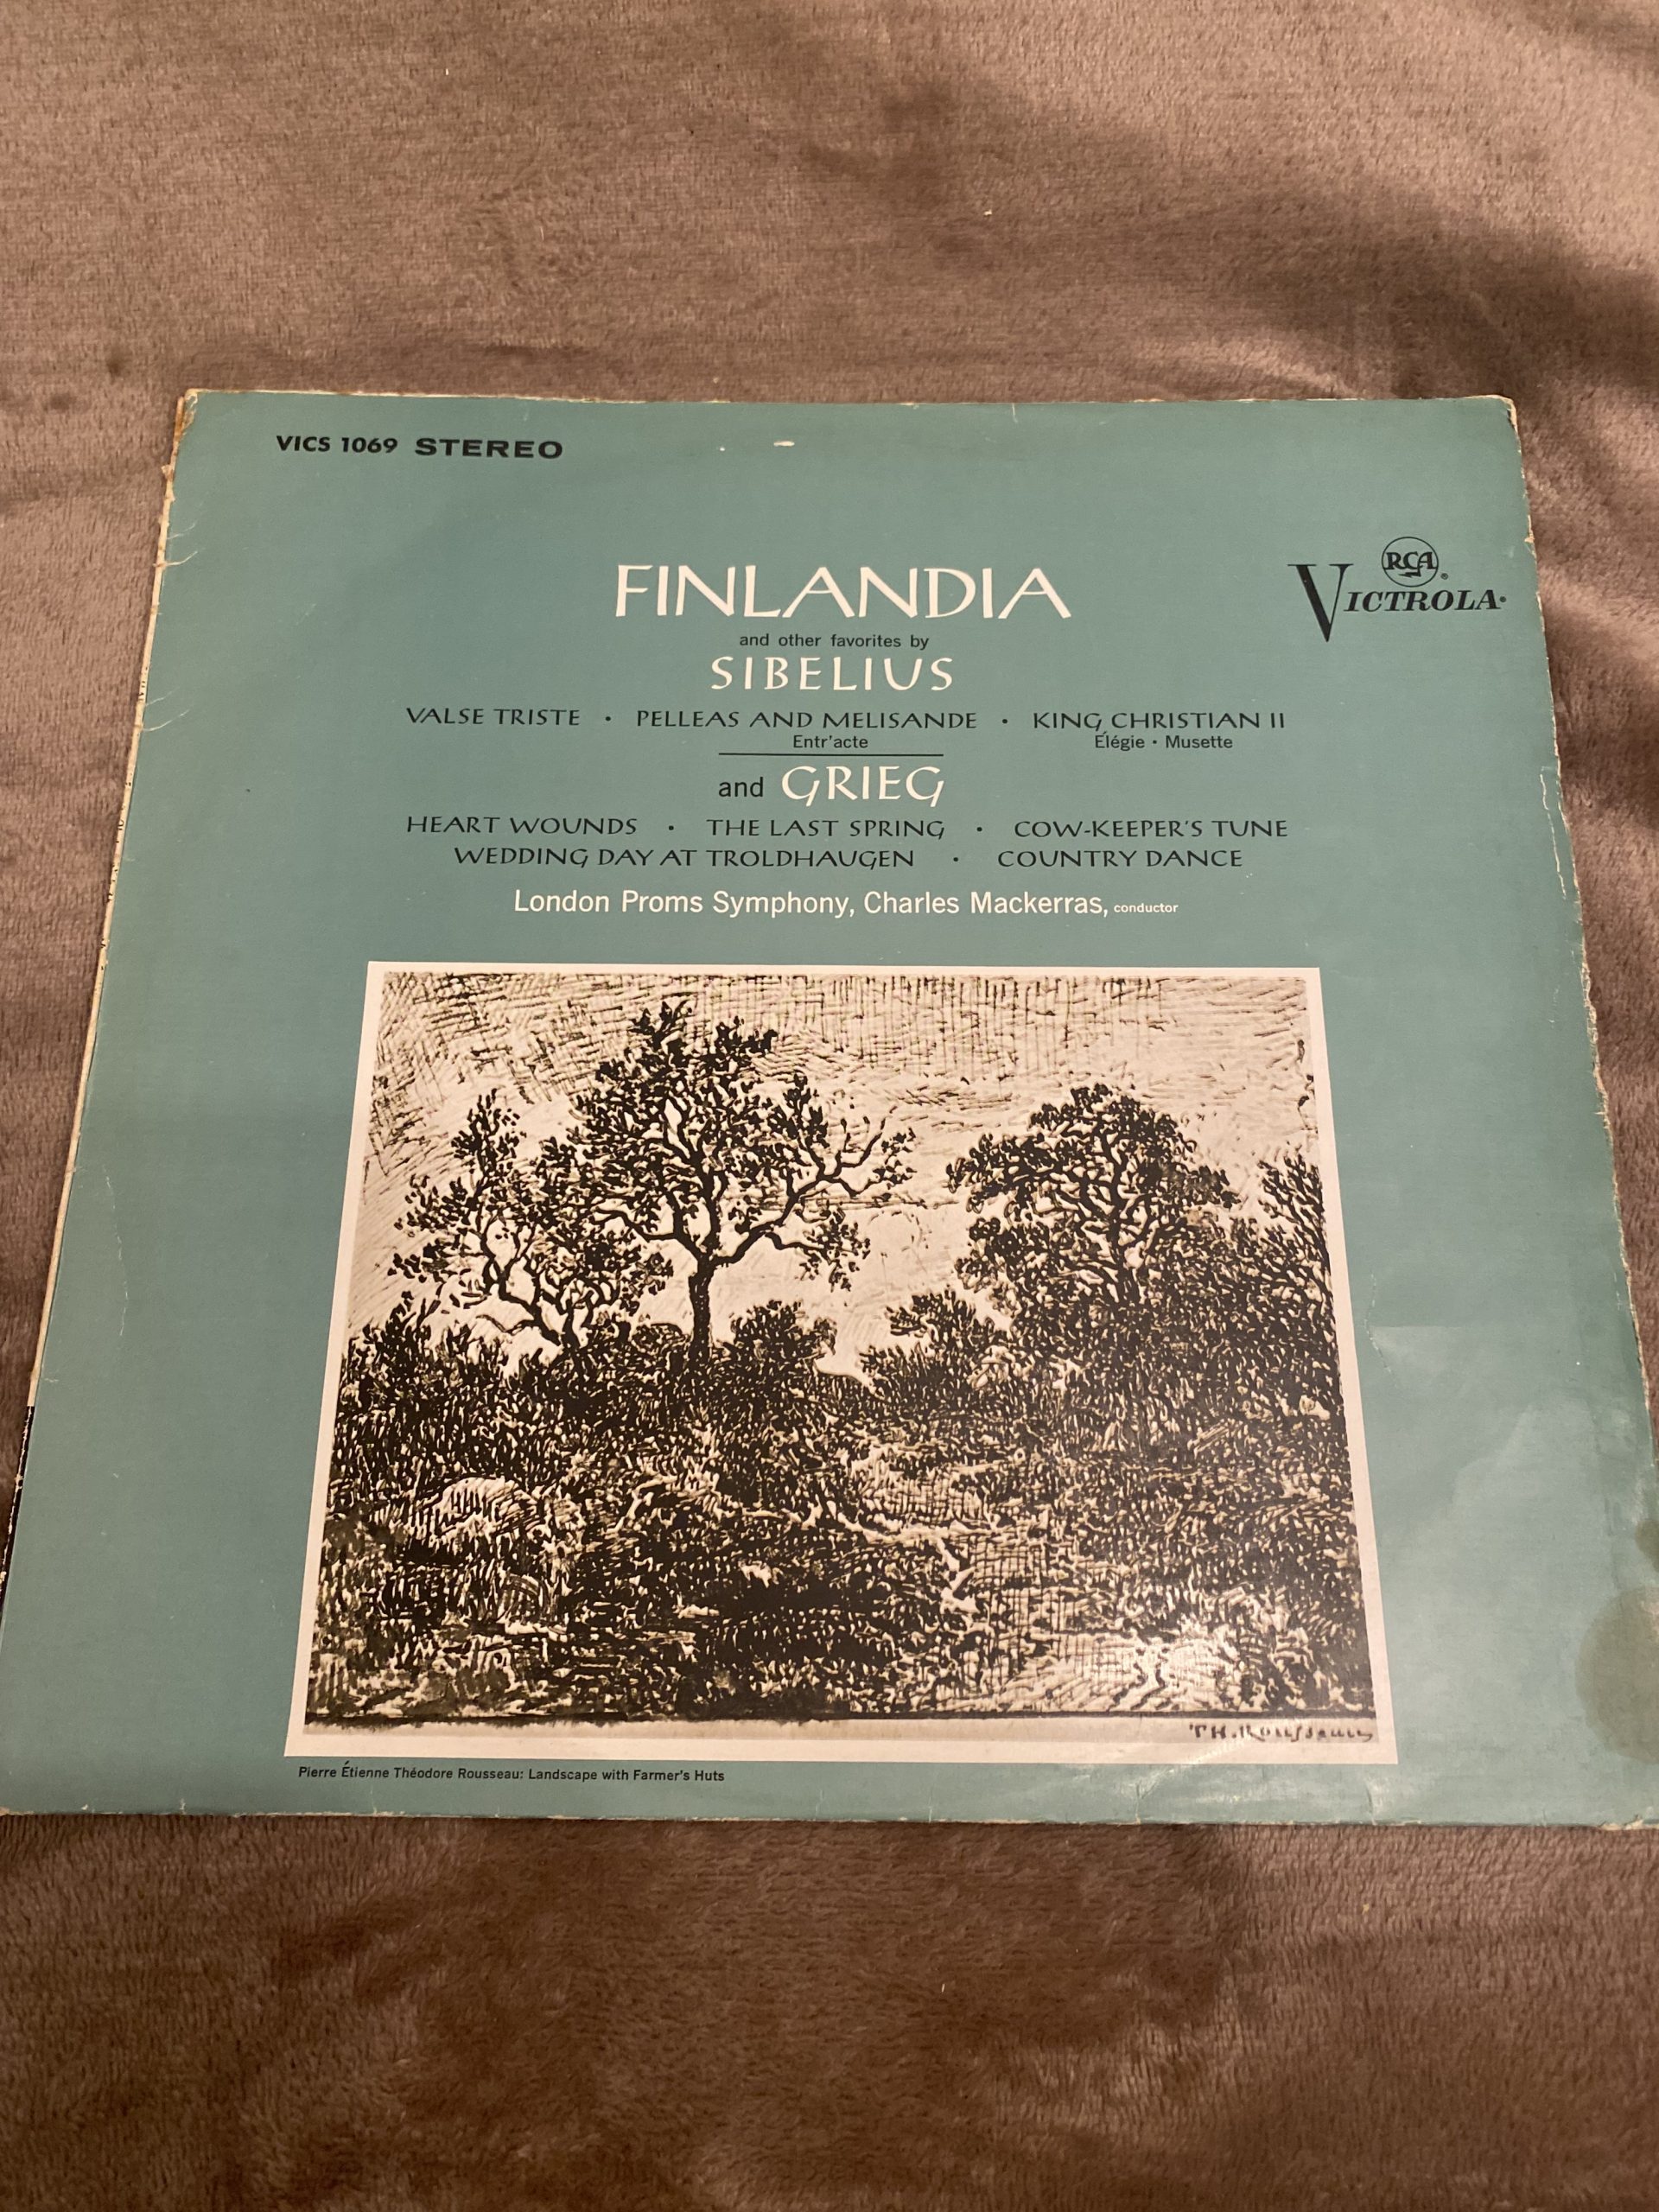 VICS 1069 STEREO
RCA
VICTROLA
FINLANDIA
and other favorites by
SIBELIUS
VALSE TRISTE • PELLEAS AND MELISANDE • KING CHRISTIAN II
Entr'acte Élégie • Musette
and GRIEG
HEART WOUNDS • THE LAST SPRING • COW-KEEPER'S TUNE
WEDDING DAY AT TROLDHAUGEN • COUNTRY DANCE
London Proms Symphony, Charles Mackerras, conductor
TH. Rousseau
Pierre Étienne Théodore Rousseau: Landscape with Farmer's Huts